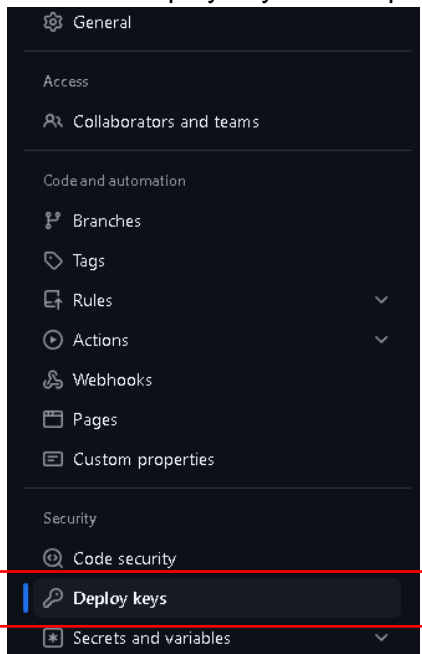 General
Access
Collaborators and teams
Code and automation
Branches
Tags
Rules
Actions
Webhooks
Pages
Custom properties
Security
Code security
Deploy keys
Secrets and variables